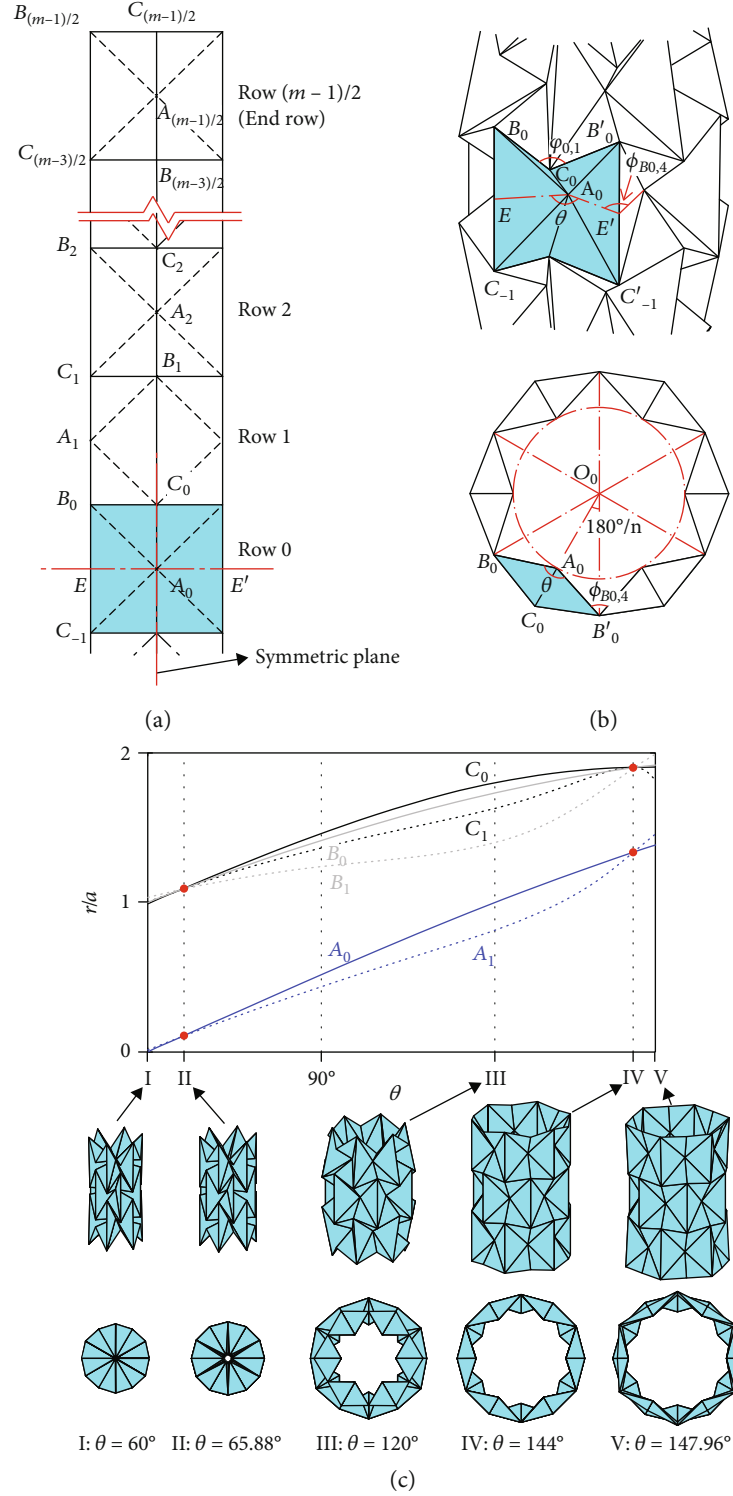 B(m−1)/2
C(m−1)/2
A(m−1)/2
Row (m − 1)/2
(End row)
C(m−3)/2
B(m−3)/2
B2
C2
A2
Row 2
C1
B1
A1
Row 1
B0
C0
Row 0
E
A0
E′
C−1
Symmetric plane
(a)
B0
φ0,1
B′0
ϕB0,4
C0
A0
E
θ
E′
C−1
C′−1
O0
180°/n
B0
A0
θ
ϕB0,4
C0
B′0
(b)
2
C0
C1
B0
B1
r/a
1
A0
A1
0
I
II
90°
θ
III
IV
V
I: θ = 60°
II: θ = 65.88°
III: θ = 120°
IV: θ = 144°
V: θ = 147.96°
(c)